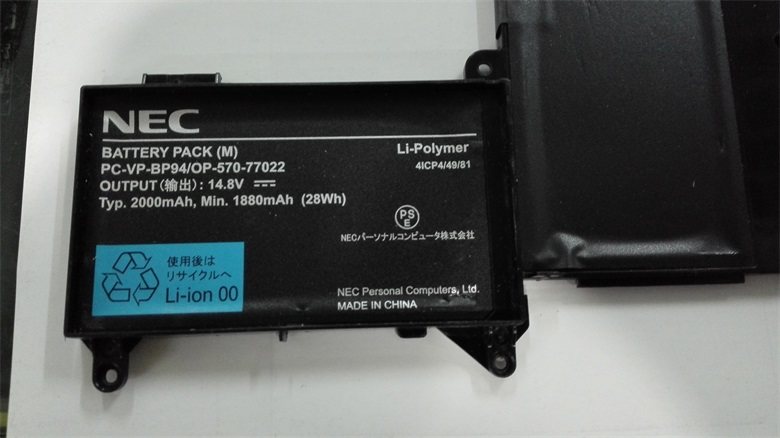 NEC
BATTERY PACK (M)
Li-Polymer
PC-VP-BP94/OP-570-77022
4ICP4/49/81
OUTPUT(输出): 14.8V
Typ. 2000mAh, Min. 1880mAh (28Wh)
PS
E
NECパーソナルコンピュータ株式会社
使用後は
リサイクルへ
Li-ion 00
NEC Personal Computers, Ltd.
MADE IN CHINA